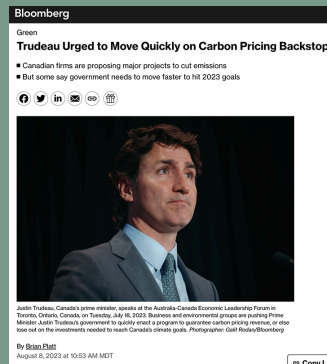 Bloomberg
Green
Trudeau Urged to Move Quickly on Carbon Pricing Backstop
Canadian firms are proposing major projects to cut emissions
But some say government needs to move faster to hit 2023 goals
Justin Trudeau, Canada's prime minister, speaks at the Australia-Canada Economic Leadership Forum in
Toronto, Ontario, Canada, on Tuesday, July 18, 2023. Business and environmental groups are pushing Prime
Minister Justin Trudeau's government to quickly enact a program to guarantee carbon pricing revenue, or else
lose out on the investments needed to reach Canada's climate goals. Photographer: Galit Rodan/Bloomberg
By Brian Platt
August 8, 2023 at 10:53 AM MDT